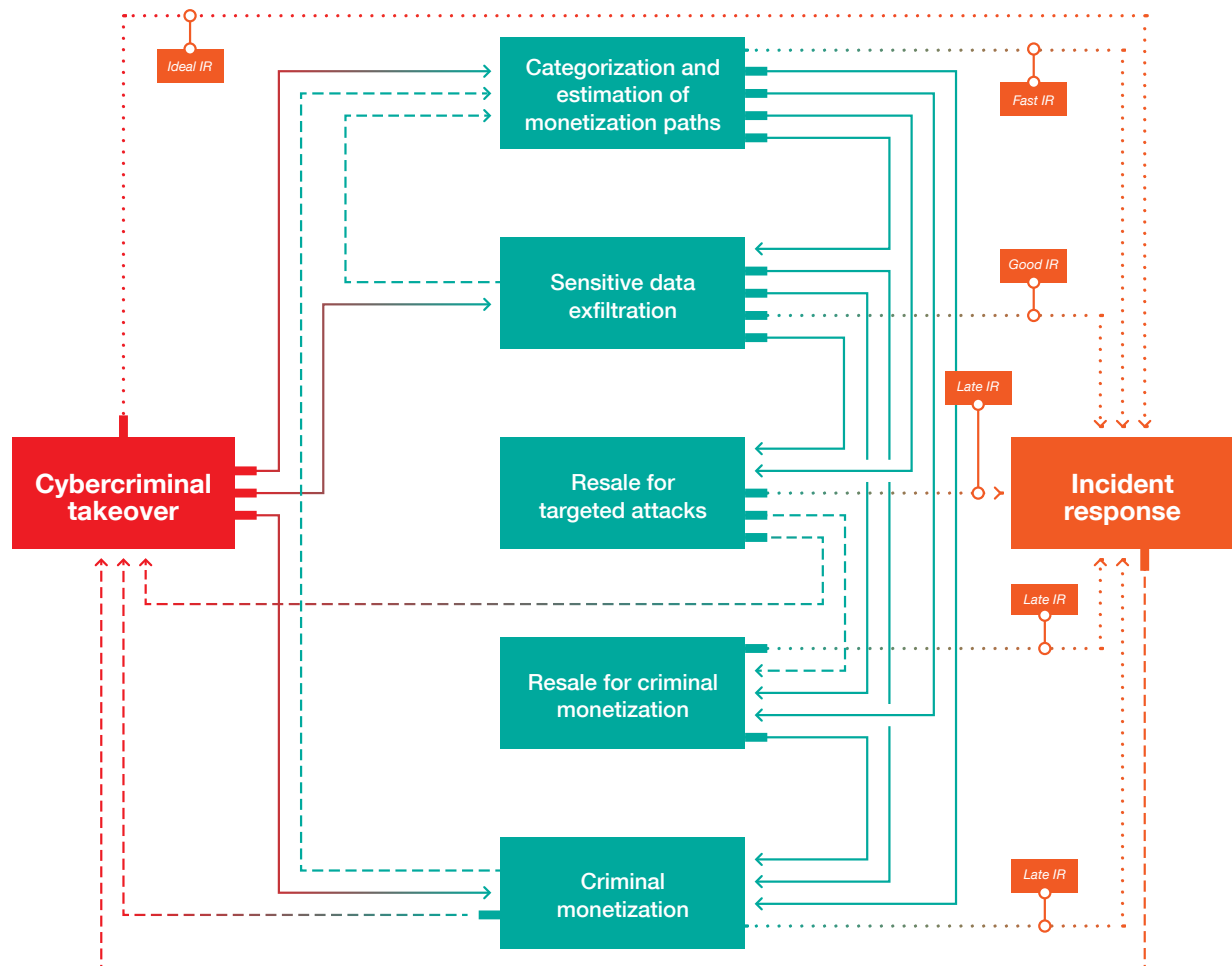 Ideal IR
Categorization and
estimation of
monetization paths
Fast IR
Sensitive data
exfiltration
Good IR
Late IR
Cybercriminal
takeover
Resale for
targeted attacks
Incident
response
Late IR
Resale for criminal
monetization
Late IR
Criminal
monetization